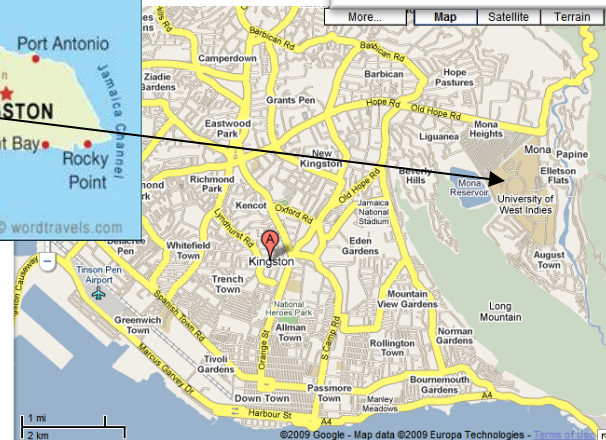 More...
Map
Satellite
Terrain
Port Antonio
Jamaica Channel
STON
t Bay
Rocky
Point
© wordtravels.com
Barbican Rd
Barbican Rd
Camperdown
Barbican
Hope
Pastures
Ziadie
Gardens
Grants Pen
Hope Rd
Old Hope Rd
Eastwood
Park
Liguanea
Mona
Heights
Mona
Papine
New
Kingston
Elletson
Flats
Beverly
Hills
Mona
Reservoir
Richmond
Park
Old Hope Rd
University of
West Indies
Kencot
Oxford Rd
Jamaica
National
Stadium
Lyndhurst Rd
Whitefield
Town
Eden
Gardens
August
Town
A
Kingston
Tinson Pen
Airport
Trench
Town
Mountain
View Gardens
Long
Mountain
Spanish Town Rd
National
Heroes Park
Greenwich
Town
Allman
Town
S Camp Rd
Orange St
Rollington
Town
Norman
Gardens
Marcus Garvey Dr
Tivoli
Gardens
Passmore
Town
Bournemouth
Gardens
Down Town
Manley
Meadows
A4
Harbour St
A4
1 mi
2 km
©2009 Google - Map data ©2009 Europa Technologies - Terms of Use